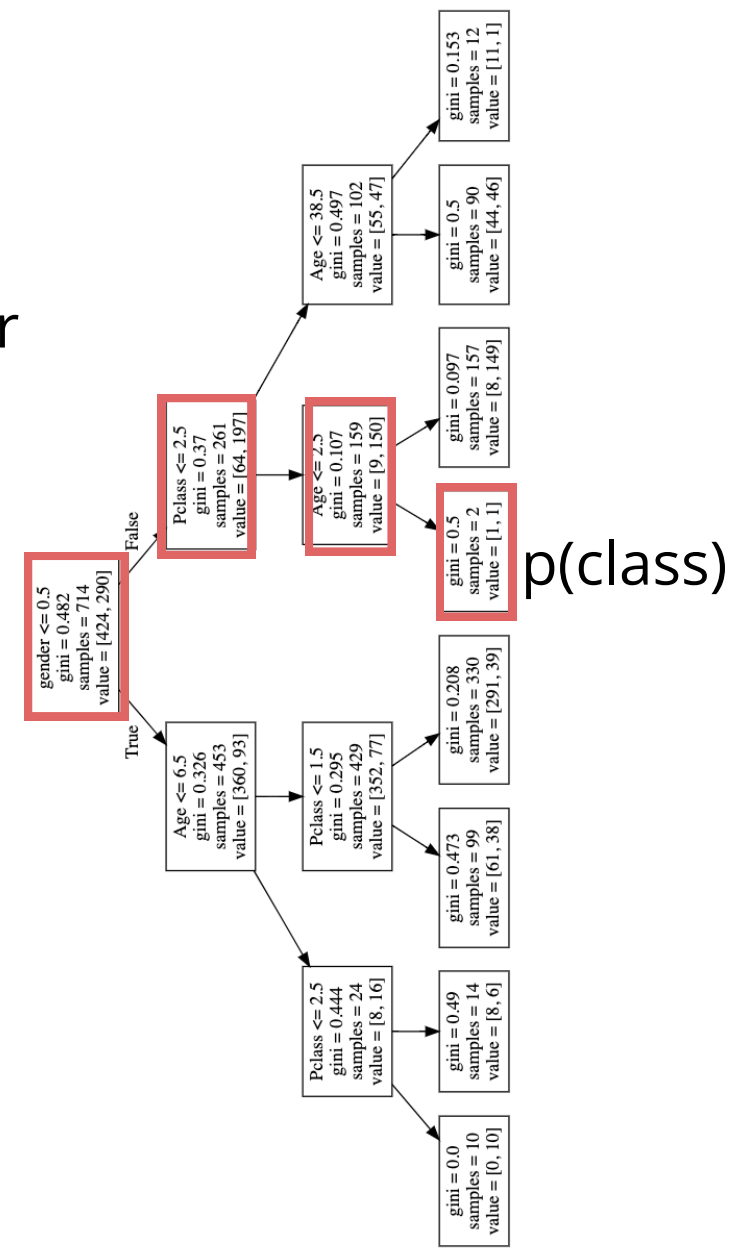 r
gender <= 0.5
gini = 0.482
samples = 714
value = [424, 290]
True
False
Age <= 6.5
gini = 0.326
samples = 453
value = [360, 93]
Pclass <= 2.5
gini = 0.37
samples = 261
value = [64, 197]
Pclass <= 2.5
gini = 0.444
samples = 24
value = [8, 16]
Pclass <= 1.5
gini = 0.295
samples = 429
value = [352, 77]
Age <= 2.5
gini = 0.107
samples = 159
value = [9, 150]
Age <= 38.5
gini = 0.497
samples = 102
value = [55, 47]
gini = 0.0
samples = 10
value = [0, 10]
gini = 0.49
samples = 14
value = [8, 6]
gini = 0.473
samples = 99
value = [61, 38]
gini = 0.208
samples = 330
value = [291, 39]
gini = 0.5
samples = 2
value = [1, 1]
gini = 0.097
samples = 157
value = [8, 149]
gini = 0.5
samples = 90
value = [44, 46]
gini = 0.153
samples = 12
value = [11, 1]
p(class)